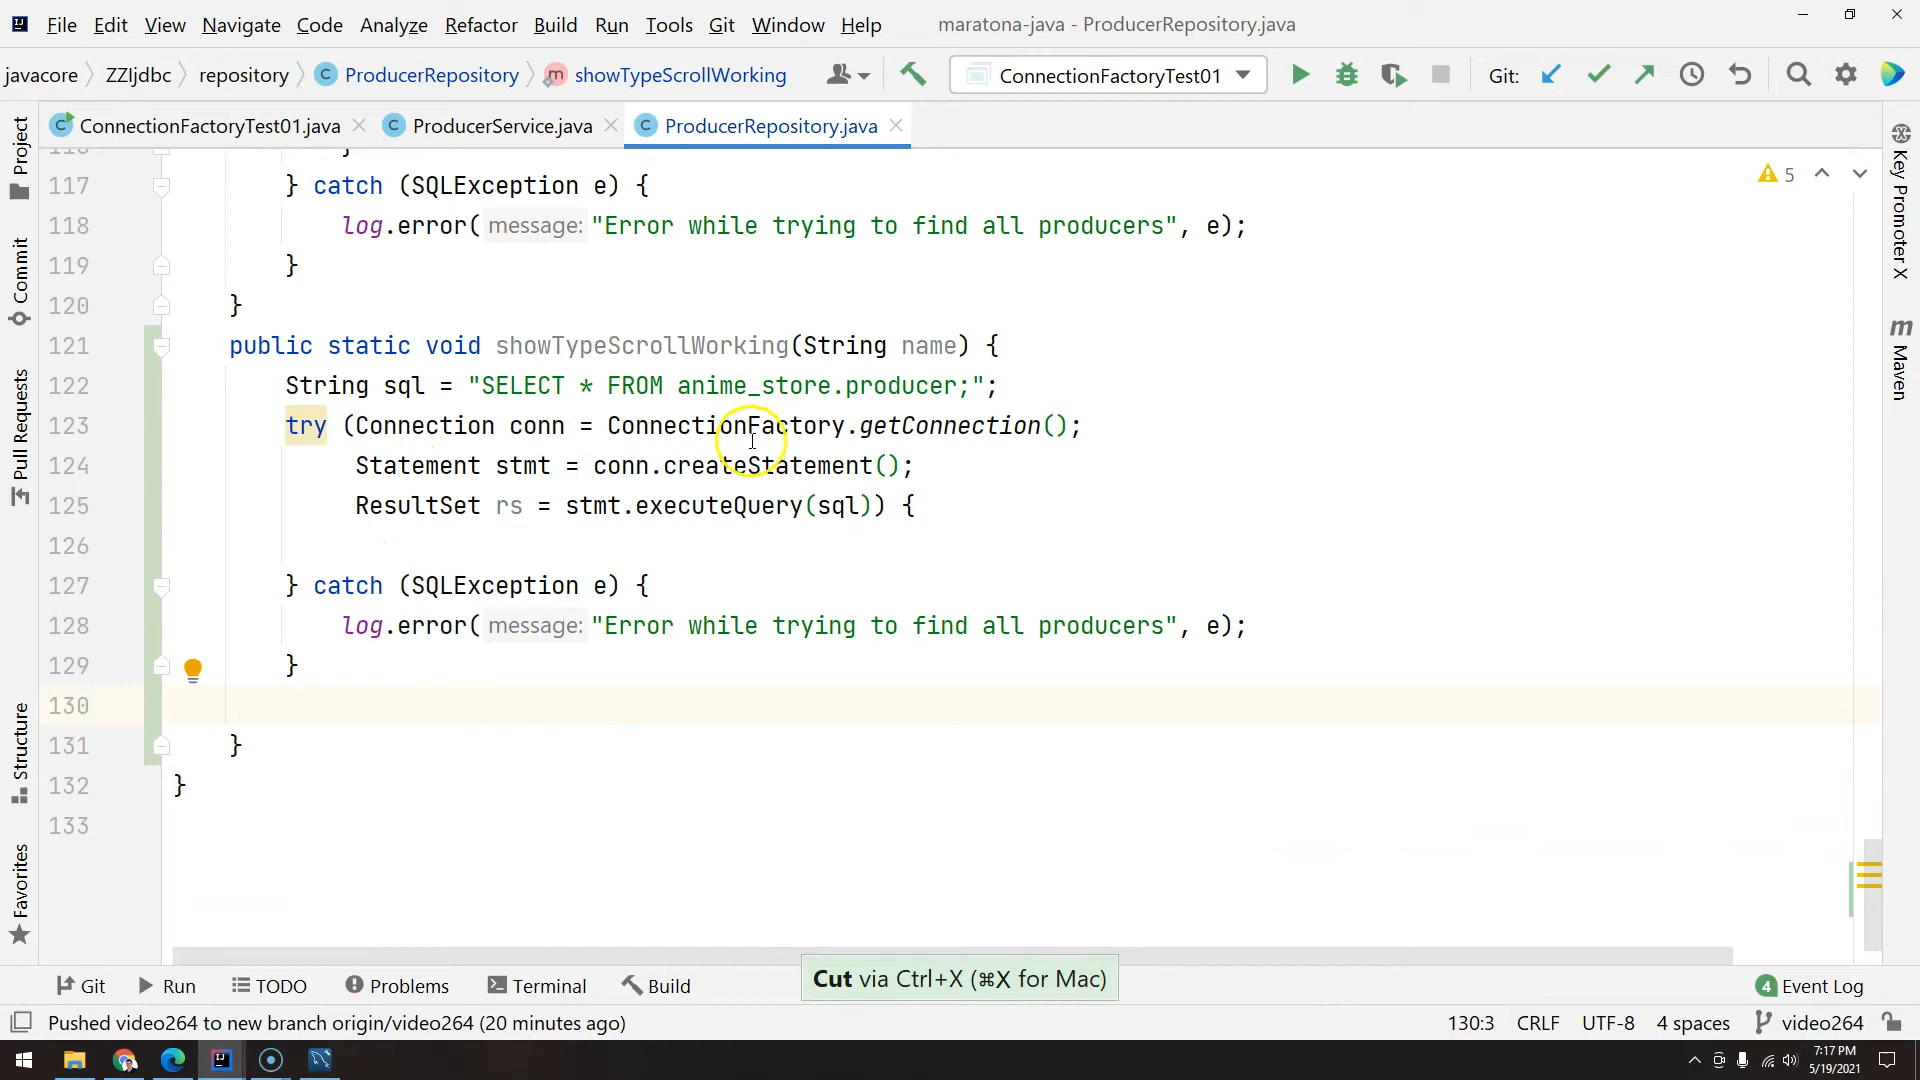 File Edit View Navigate Code Analyze Refactor Build Run Tools Git Window Help maratona-java - ProducerRepository.java
javacore ZZIjdbc repository ProducerRepository showTypeScrollWorking ConnectionFactoryTest01 Git:
ConnectionFactoryTest01.java ProducerService.java ProducerRepository.java
117 } catch (SQLException e) {
118 log.error( message: "Error while trying to find all producers", e);
119 }
120 }
121 public static void showTypeScrollWorking(String name) {
122 String sql = "SELECT * FROM anime_store.producer;";
123 try (Connection conn = ConnectionFactory.getConnection();
124 Statement stmt = conn.createStatement();
125 ResultSet rs = stmt.executeQuery(sql)) {
126
127 } catch (SQLException e) {
128 log.error( message: "Error while trying to find all producers", e);
129 }
130
131 }
132 }
133
5
Project
Commit
Pull Requests
Structure
Favorites
Key Promoter X
Maven
Cut via Ctrl+X (⌘X for Mac)
Git Run TODO Problems Terminal Build 4 Event Log
Pushed video264 to new branch origin/video264 (20 minutes ago) 130:3 CRLF UTF-8 4 spaces video264
7:17 PM
5/19/2021